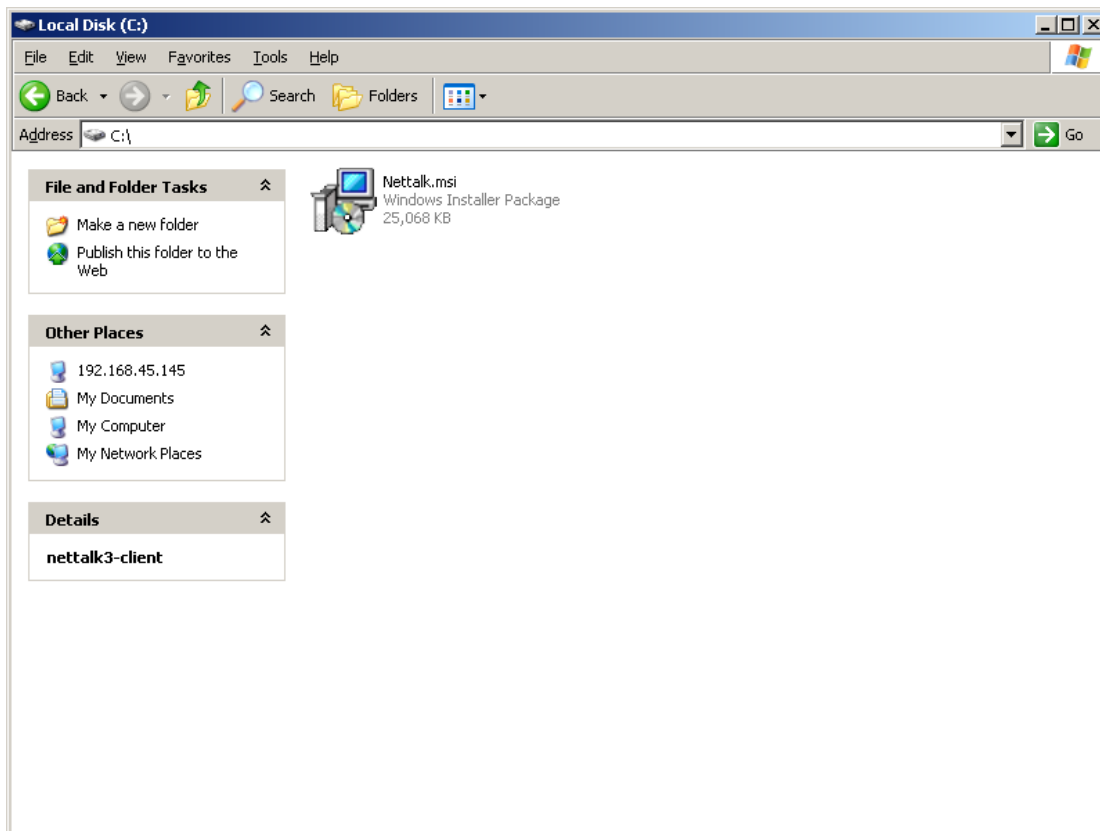 Local Disk (C:)
File Edit View Favorites Tools Help
Back Search Folders
Address C:\ Go
File and Folder Tasks
Make a new folder
Publish this folder to the
Web
Other Places
192.168.45.145
My Documents
My Computer
My Network Places
Details
nettalk3-client
Nettalk.msi
Windows Installer Package
25,068 KB